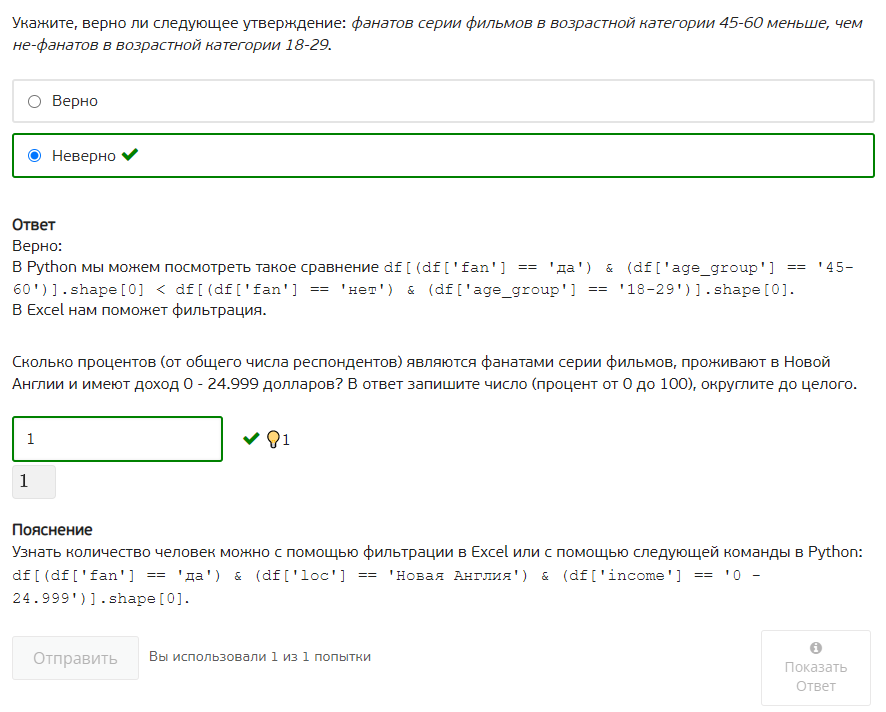 Укажите, верно ли следующее утверждение: фанатов серии фильмов в возрастной категории 45-60 меньше, чем
не-фанатов в возрастной категории 18-29.
Верно
Неверно
Ответ
Верно:
В Python мы можем посмотреть такое сравнение df[(df['fan'] == 'да') & (df['age_group'] == '45-
60')].shape[0] < df[(df['fan'] == 'нет') & (df['age_group'] == '18-29')].shape[0].
В Excel нам поможет фильтрация.
Сколько процентов (от общего числа респондентов) являются фанатами серии фильмов, проживают в Новой
Англии и имеют доход 0 - 24.999 долларов? В ответ запишите число (процент от 0 до 100), округлите до целого.
1
1
1
Пояснение
Узнать количество человек можно с помощью фильтрации в Excel или с помощью следующей команды в Python:
df[(df['fan'] == 'да') & (df['loc'] == 'Новая Англия') & (df['income'] == '0 -
24.999')].shape[0].
Отправить
Вы использовали 1 из 1 попытки
Показать
Ответ